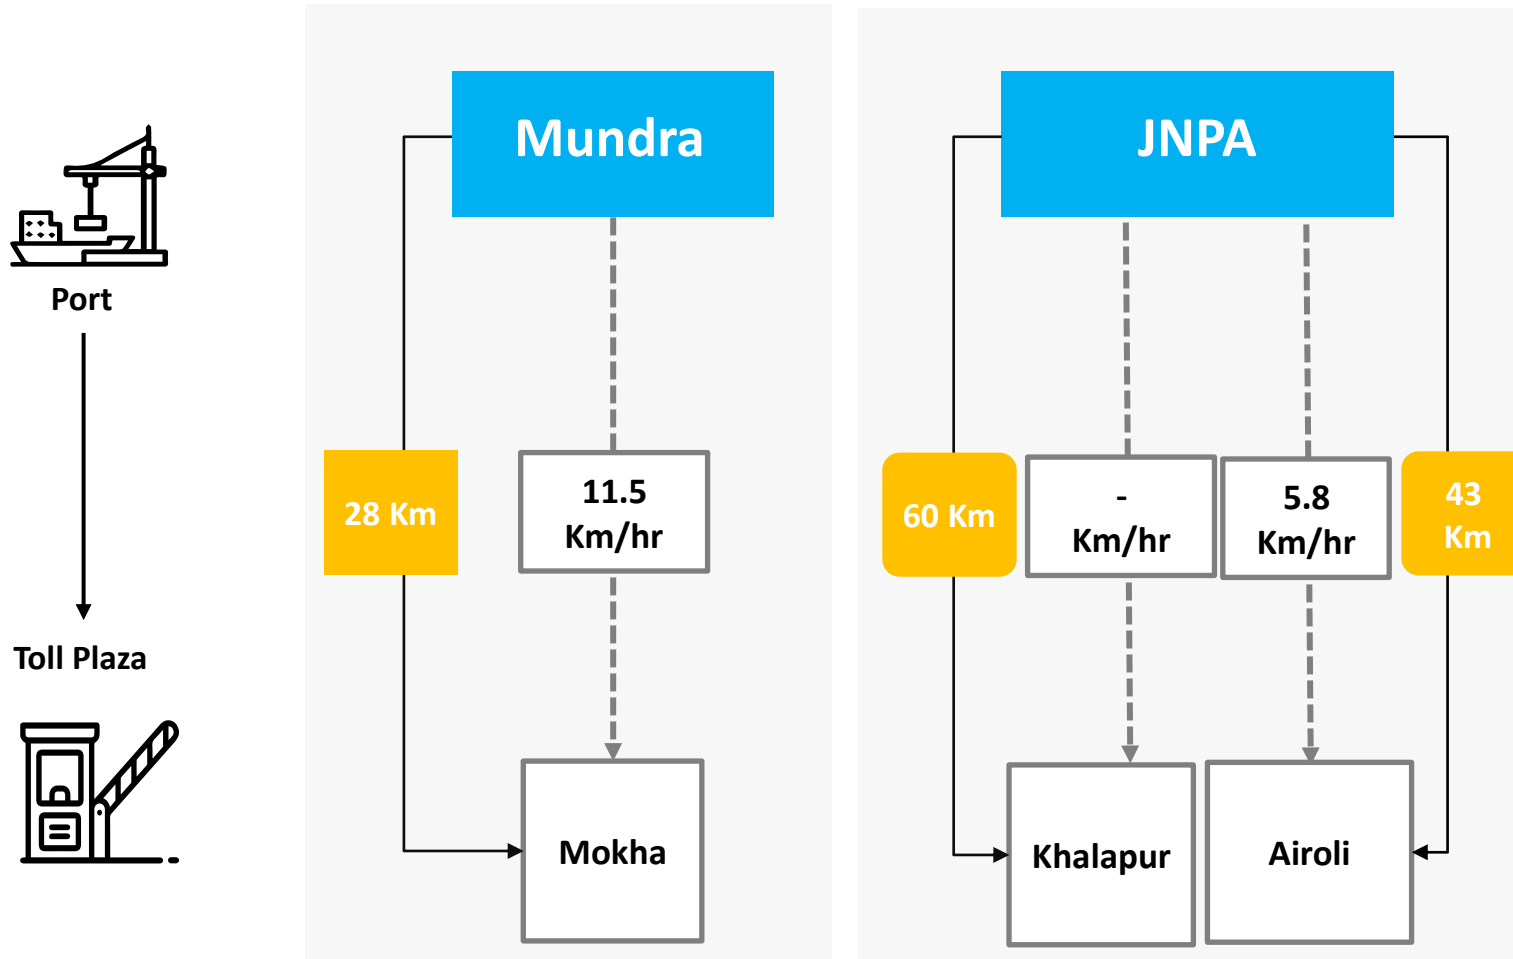 Port
Toll Plaza
Mundra
28 Km
11.5
Km/hr
Mokha
JNPA
60 Km
-
Km/hr
5.8
Km/hr
43
Km
Khalapur
Airoli